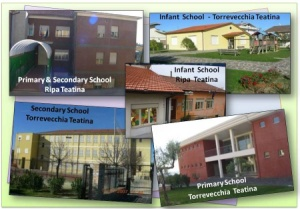 Infant School - Torrevecchia Teatina
Primary & Secondary School
Ripa Teatina
Infant School
Ripa Teatina
Secondary School
Torrevecchia Teatina
Primary School
Torrevecchia Teatina